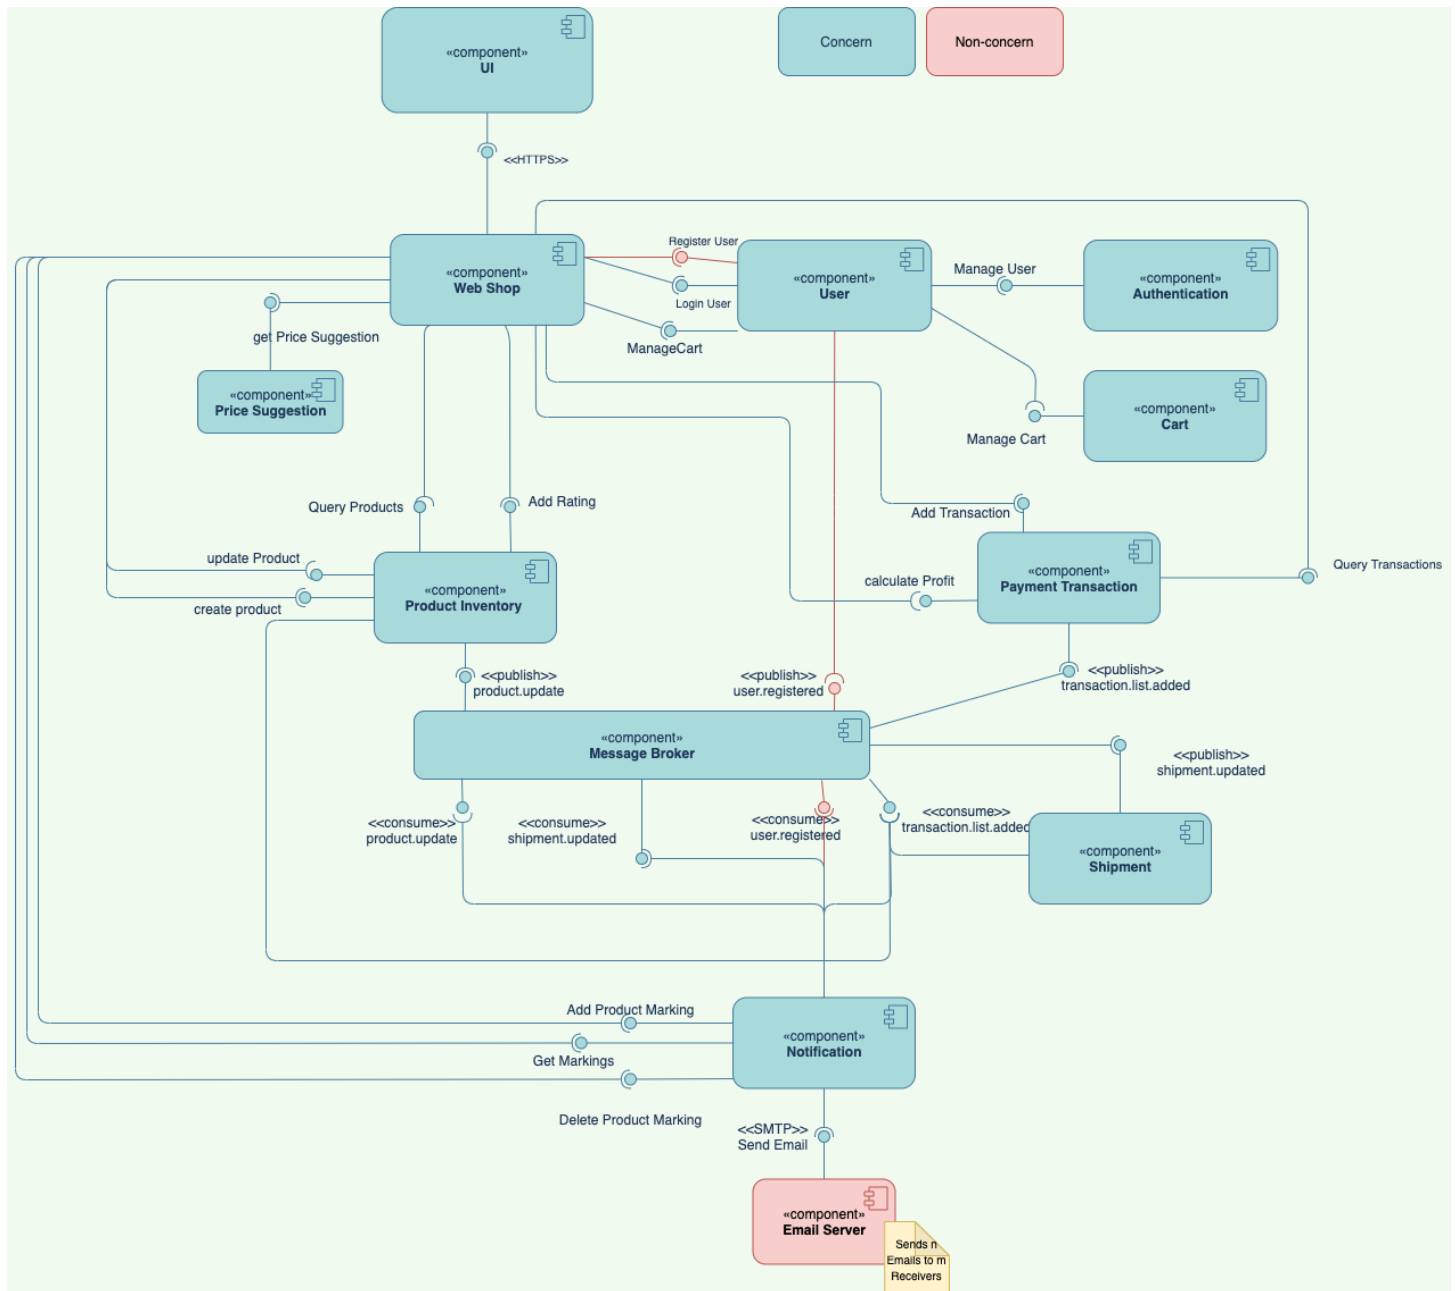 «component»
UI
Concern
Non-concern
<<HTTPS>>
«component»
Web Shop
Register User
Login User
ManageCart
«component»
User
Manage User
«component»
Authentication
get Price Suggestion
«component»
Price Suggestion
«component»
Cart
Manage Cart
Query Products
Add Rating
Add Transaction
update Product
create product
«component»
Product Inventory
calculate Profit
«component»
Payment Transaction
Query Transactions
<<publish>>
product.update
<<publish>>
user.registered
<<publish>>
transaction.list.added
«component»
Message Broker
<<publish>>
shipment.updated
<<consume>>
product.update
<<consume>>
shipment.updated
<<consume>>
user.registered
<<consume>>
transaction.list.added
«component»
Shipment
Add Product Marking
Get Markings
Delete Product Marking
«component»
Notification
<<SMTP>>
Send Email
«component»
Email Server
Sends n
Emails to m
Receivers